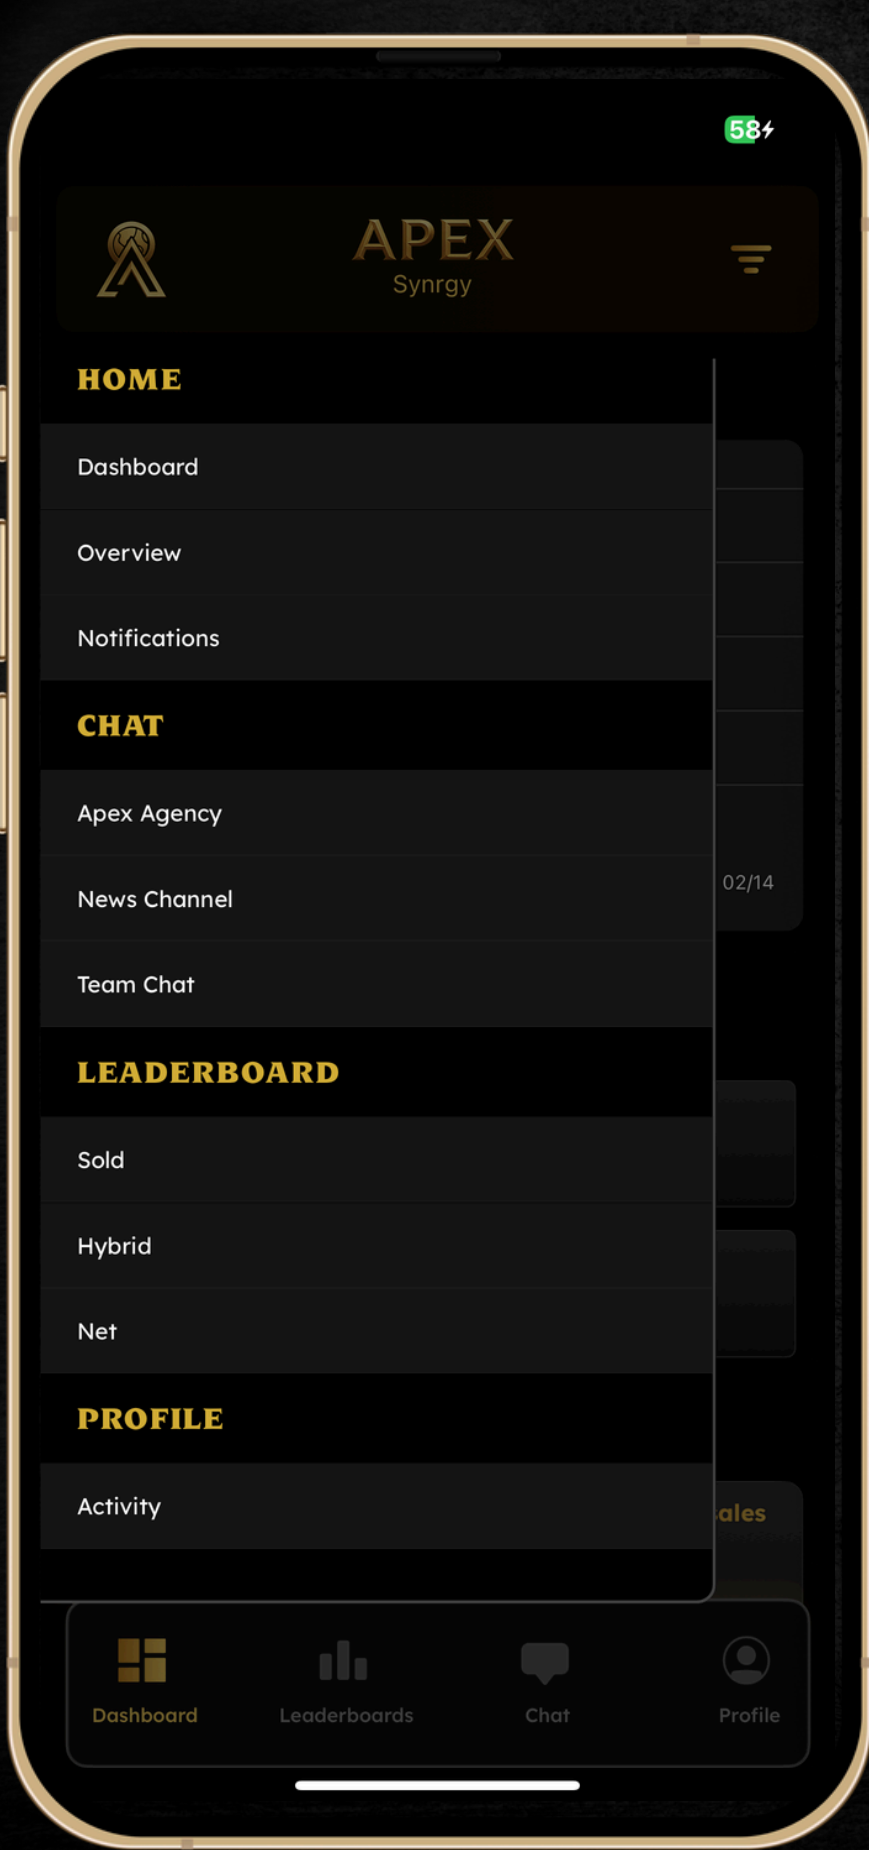 58
APEX
Synrgy
HOME
Dashboard
Overview
Notifications
CHAT
Apex Agency
News Channel
02/14
Team Chat
LEADERBOARD
Sold
Hybrid
Net
PROFILE
Activity
ales
Dashboard
Leaderboards
Chat
Profile